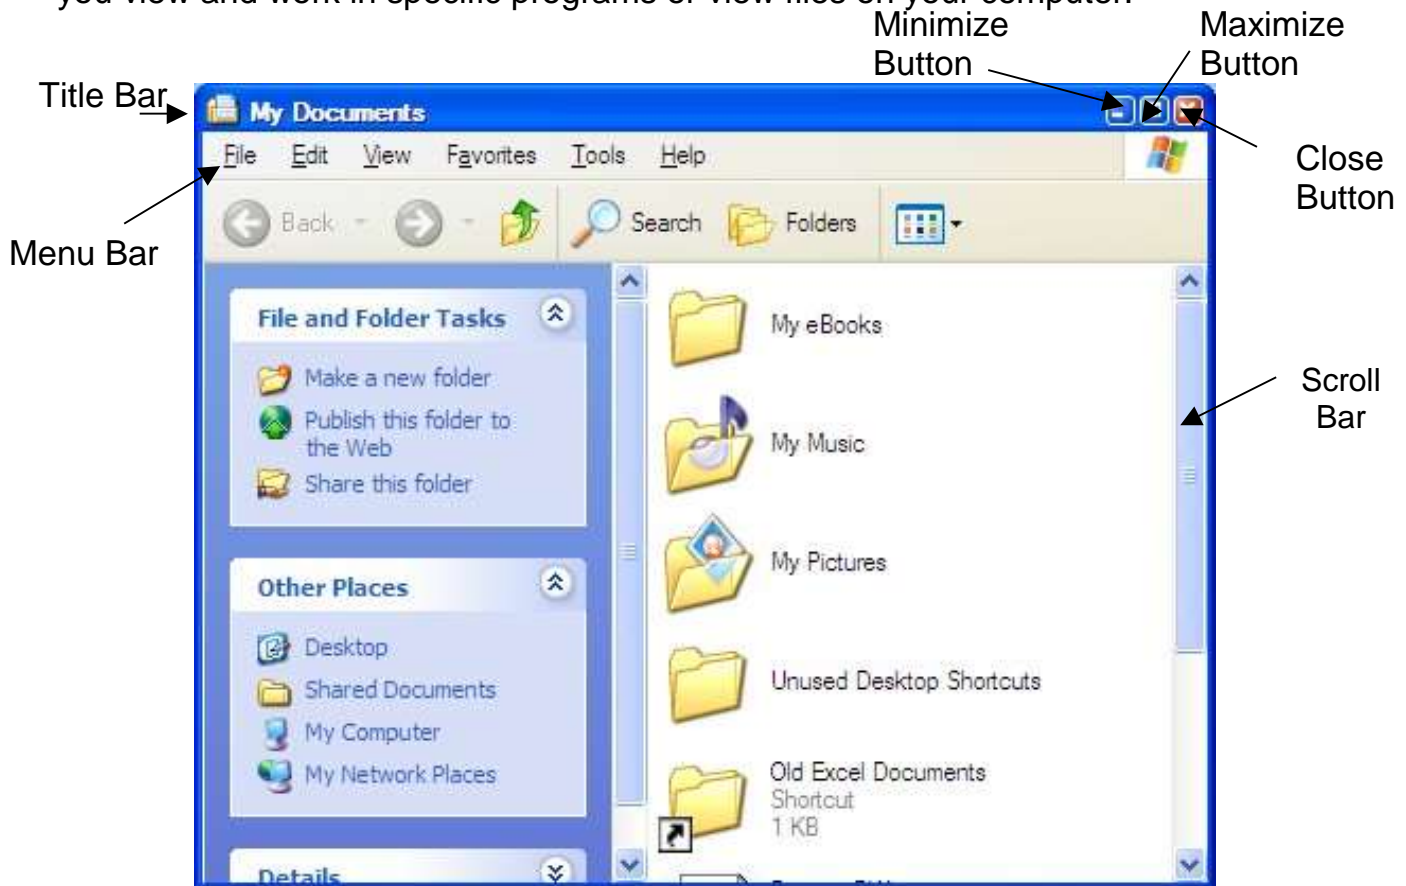 you view and work in specific programs or view files on your computer.
Minimize
Button
Maximize
Button
Title Bar
My Documents
File Edit View Favorites Tools Help
Close
Button
Back Search Folders
Menu Bar
File and Folder Tasks
Make a new folder
Publish this folder to
the Web
Share this folder
Other Places
Desktop
Shared Documents
My Computer
My Network Places
Details
My eBooks
My Music
My Pictures
Unused Desktop Shortcuts
Old Excel Documents
Shortcut
1 KB
Scroll
Bar